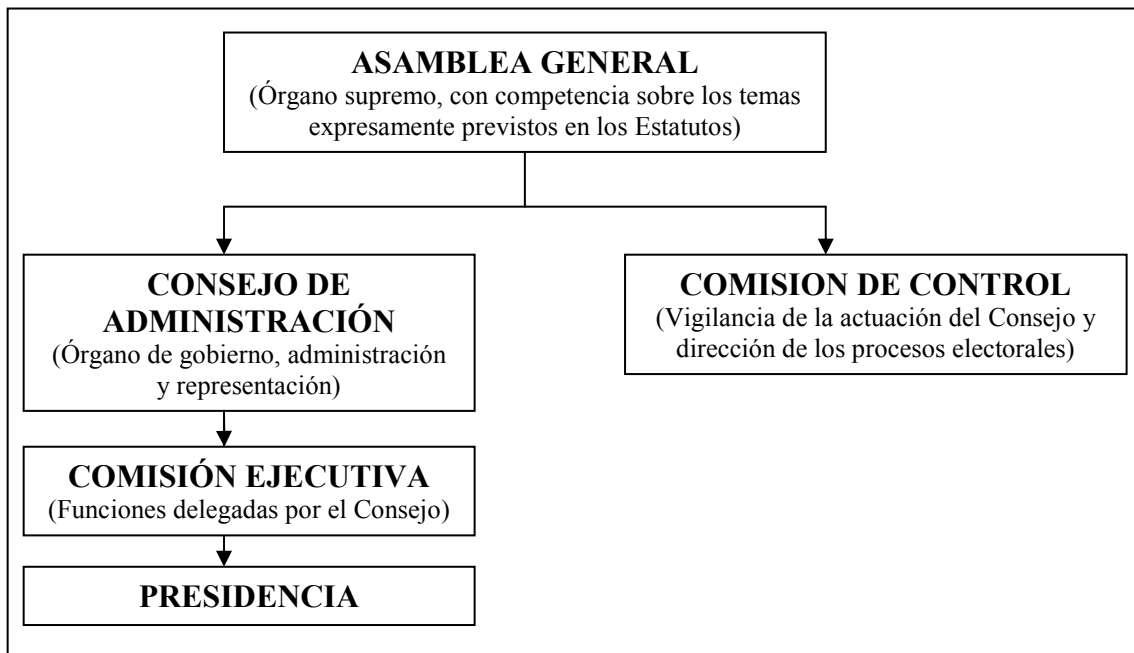 ASAMBLEA GENERAL
(Órgano supremo, con competencia sobre los temas
expresamente previstos en los Estatutos)
CONSEJO DE
ADMINISTRACIÓN
(Órgano de gobierno, administración
y representación)
COMISION DE CONTROL
(Vigilancia de la actuación del Consejo y
dirección de los procesos electorales)
COMISIÓN EJECUTIVA
(Funciones delegadas por el Consejo)
PRESIDENCIA